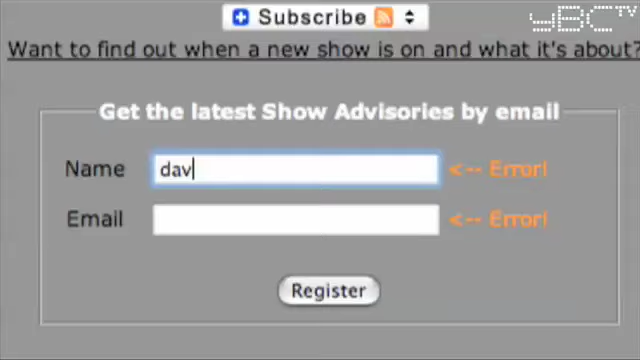 Subscribe
yBC TV
Want to find out when a new show is on and what it's about?
Get the latest Show Advisories by email
Name dav <-- Error!
Email <-- Error!
Register